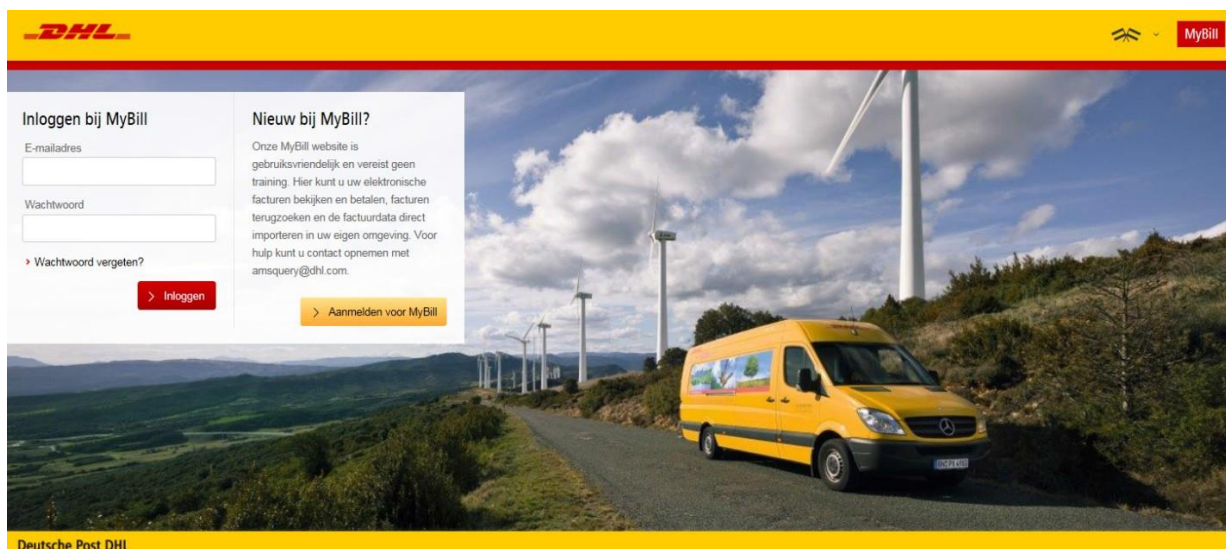 DHL
MyBill
Inloggen bij MyBill
E-mailadres
Wachtwoord
Wachtwoord vergeten?
Inloggen
Nieuw bij MyBill?
Onze MyBill website is
gebruiksvriendelijk en vereist geen
training. Hier kunt u uw elektronische
facturen bekijken en betalen, facturen
terugzoeken en de factuurdata direct
importeren in uw eigen omgeving. Voor
hulp kunt u contact opnemen met
amsquery@dhl.com.
Aanmelden voor MyBill
Deutsche Post DHL